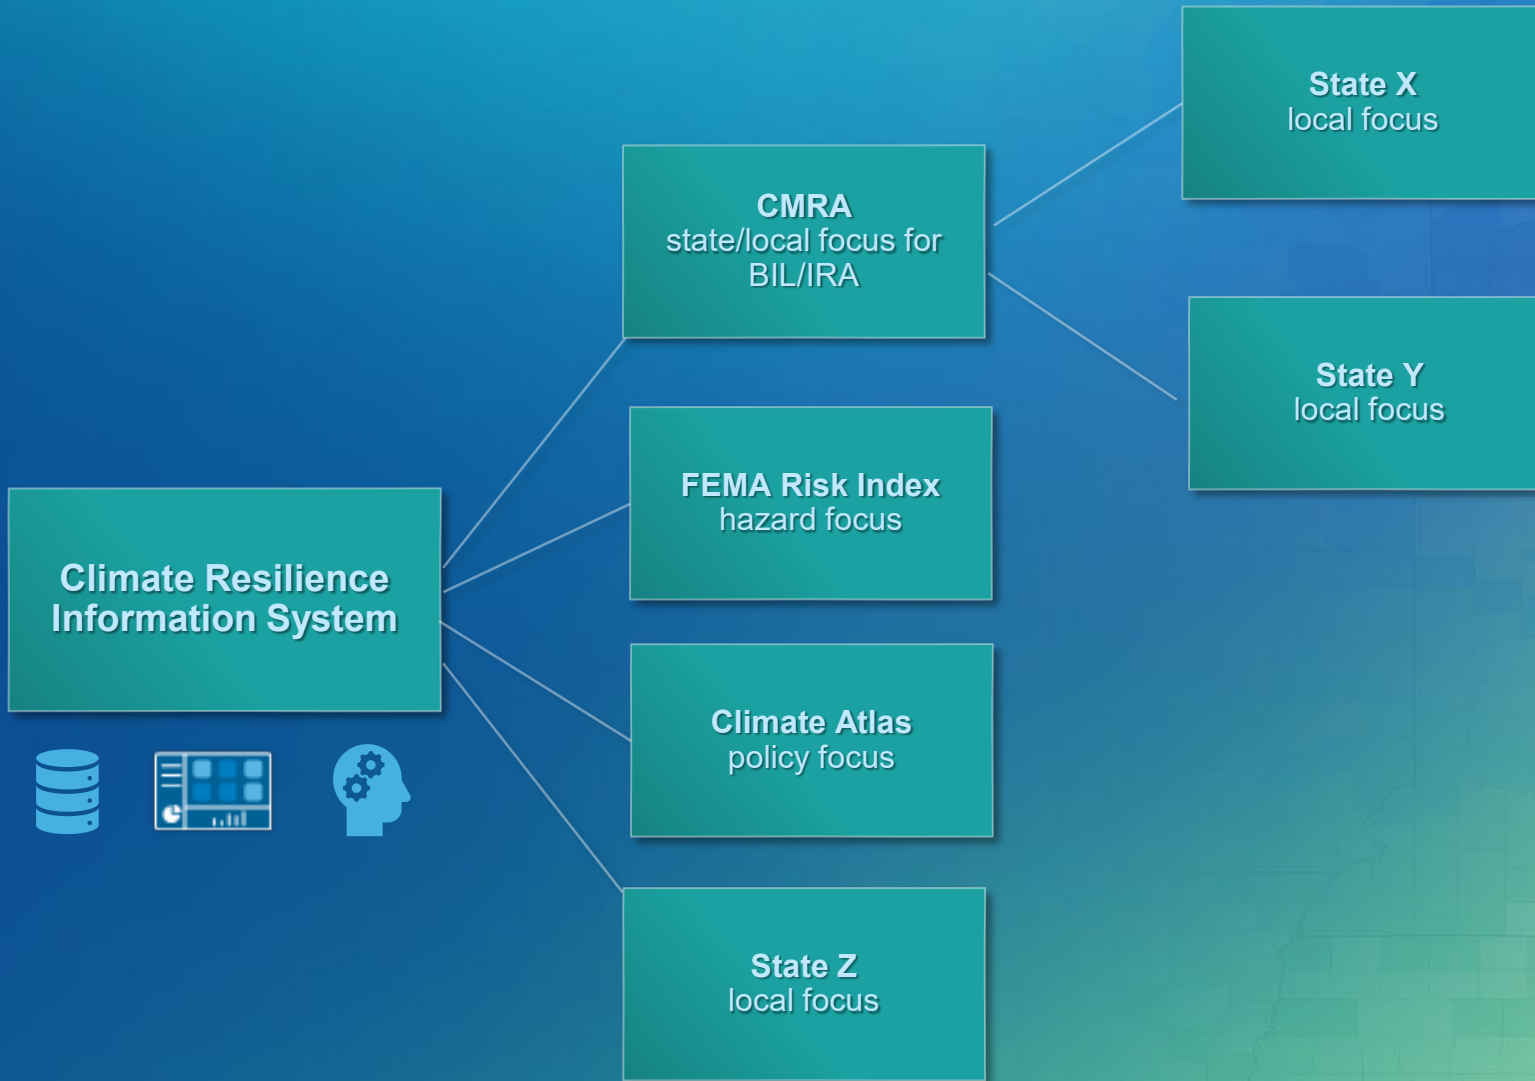 State X
local focus
CMRA
state/local focus for
BIL/IRA
State Y
local focus
FEMA Risk Index
hazard focus
Climate Resilience
Information System
Climate Atlas
policy focus
State Z
local focus